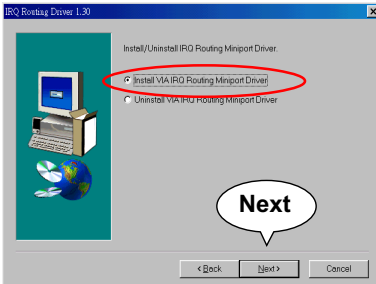 IRQ Routing Driver 1.30
Install/Uninstall IRQ Routing Miniport Driver.
Install VIA IRQ Routing Miniport Driver
Uninstall VIA IRQ Routing Miniport Driver
Next
< Back
Next >
Cancel